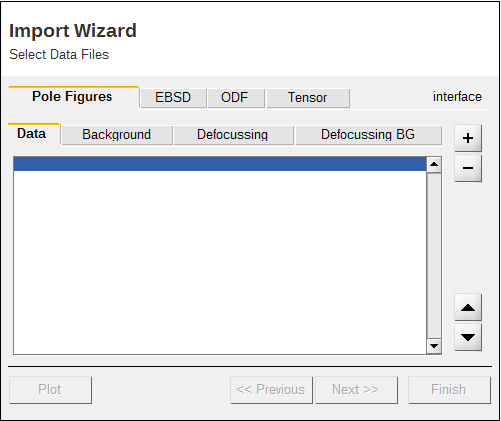 Import Wizard
Select Data Files
Pole Figures EBSD ODF Tensor interface
Data Background Defocussing Defocussing BG
+
−
Plot << Previous Next >> Finish